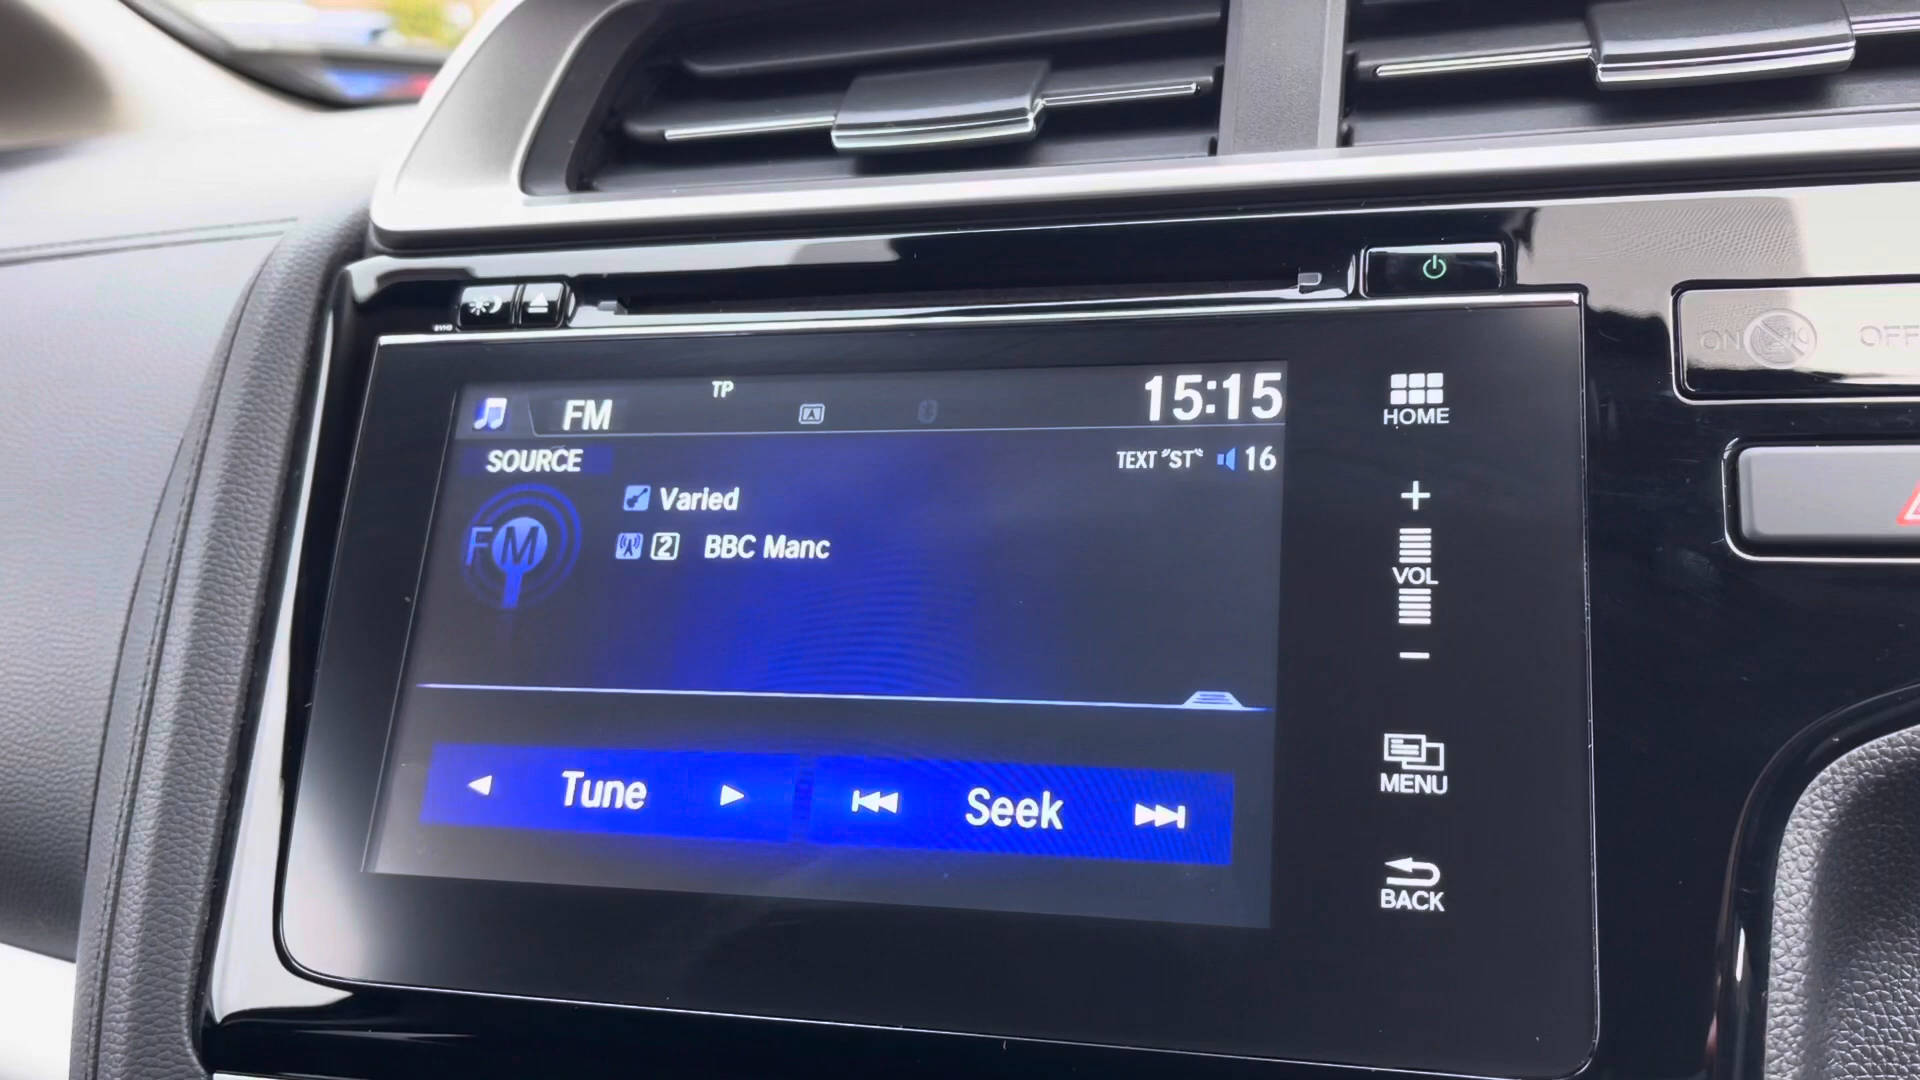 TP
FM
15:15
SOURCE
TEXT "ST" 16
Varied
FM
2 BBC Manc
Tune
Seek
HOME
+
VOL
−
MENU
BACK
ON
OFF